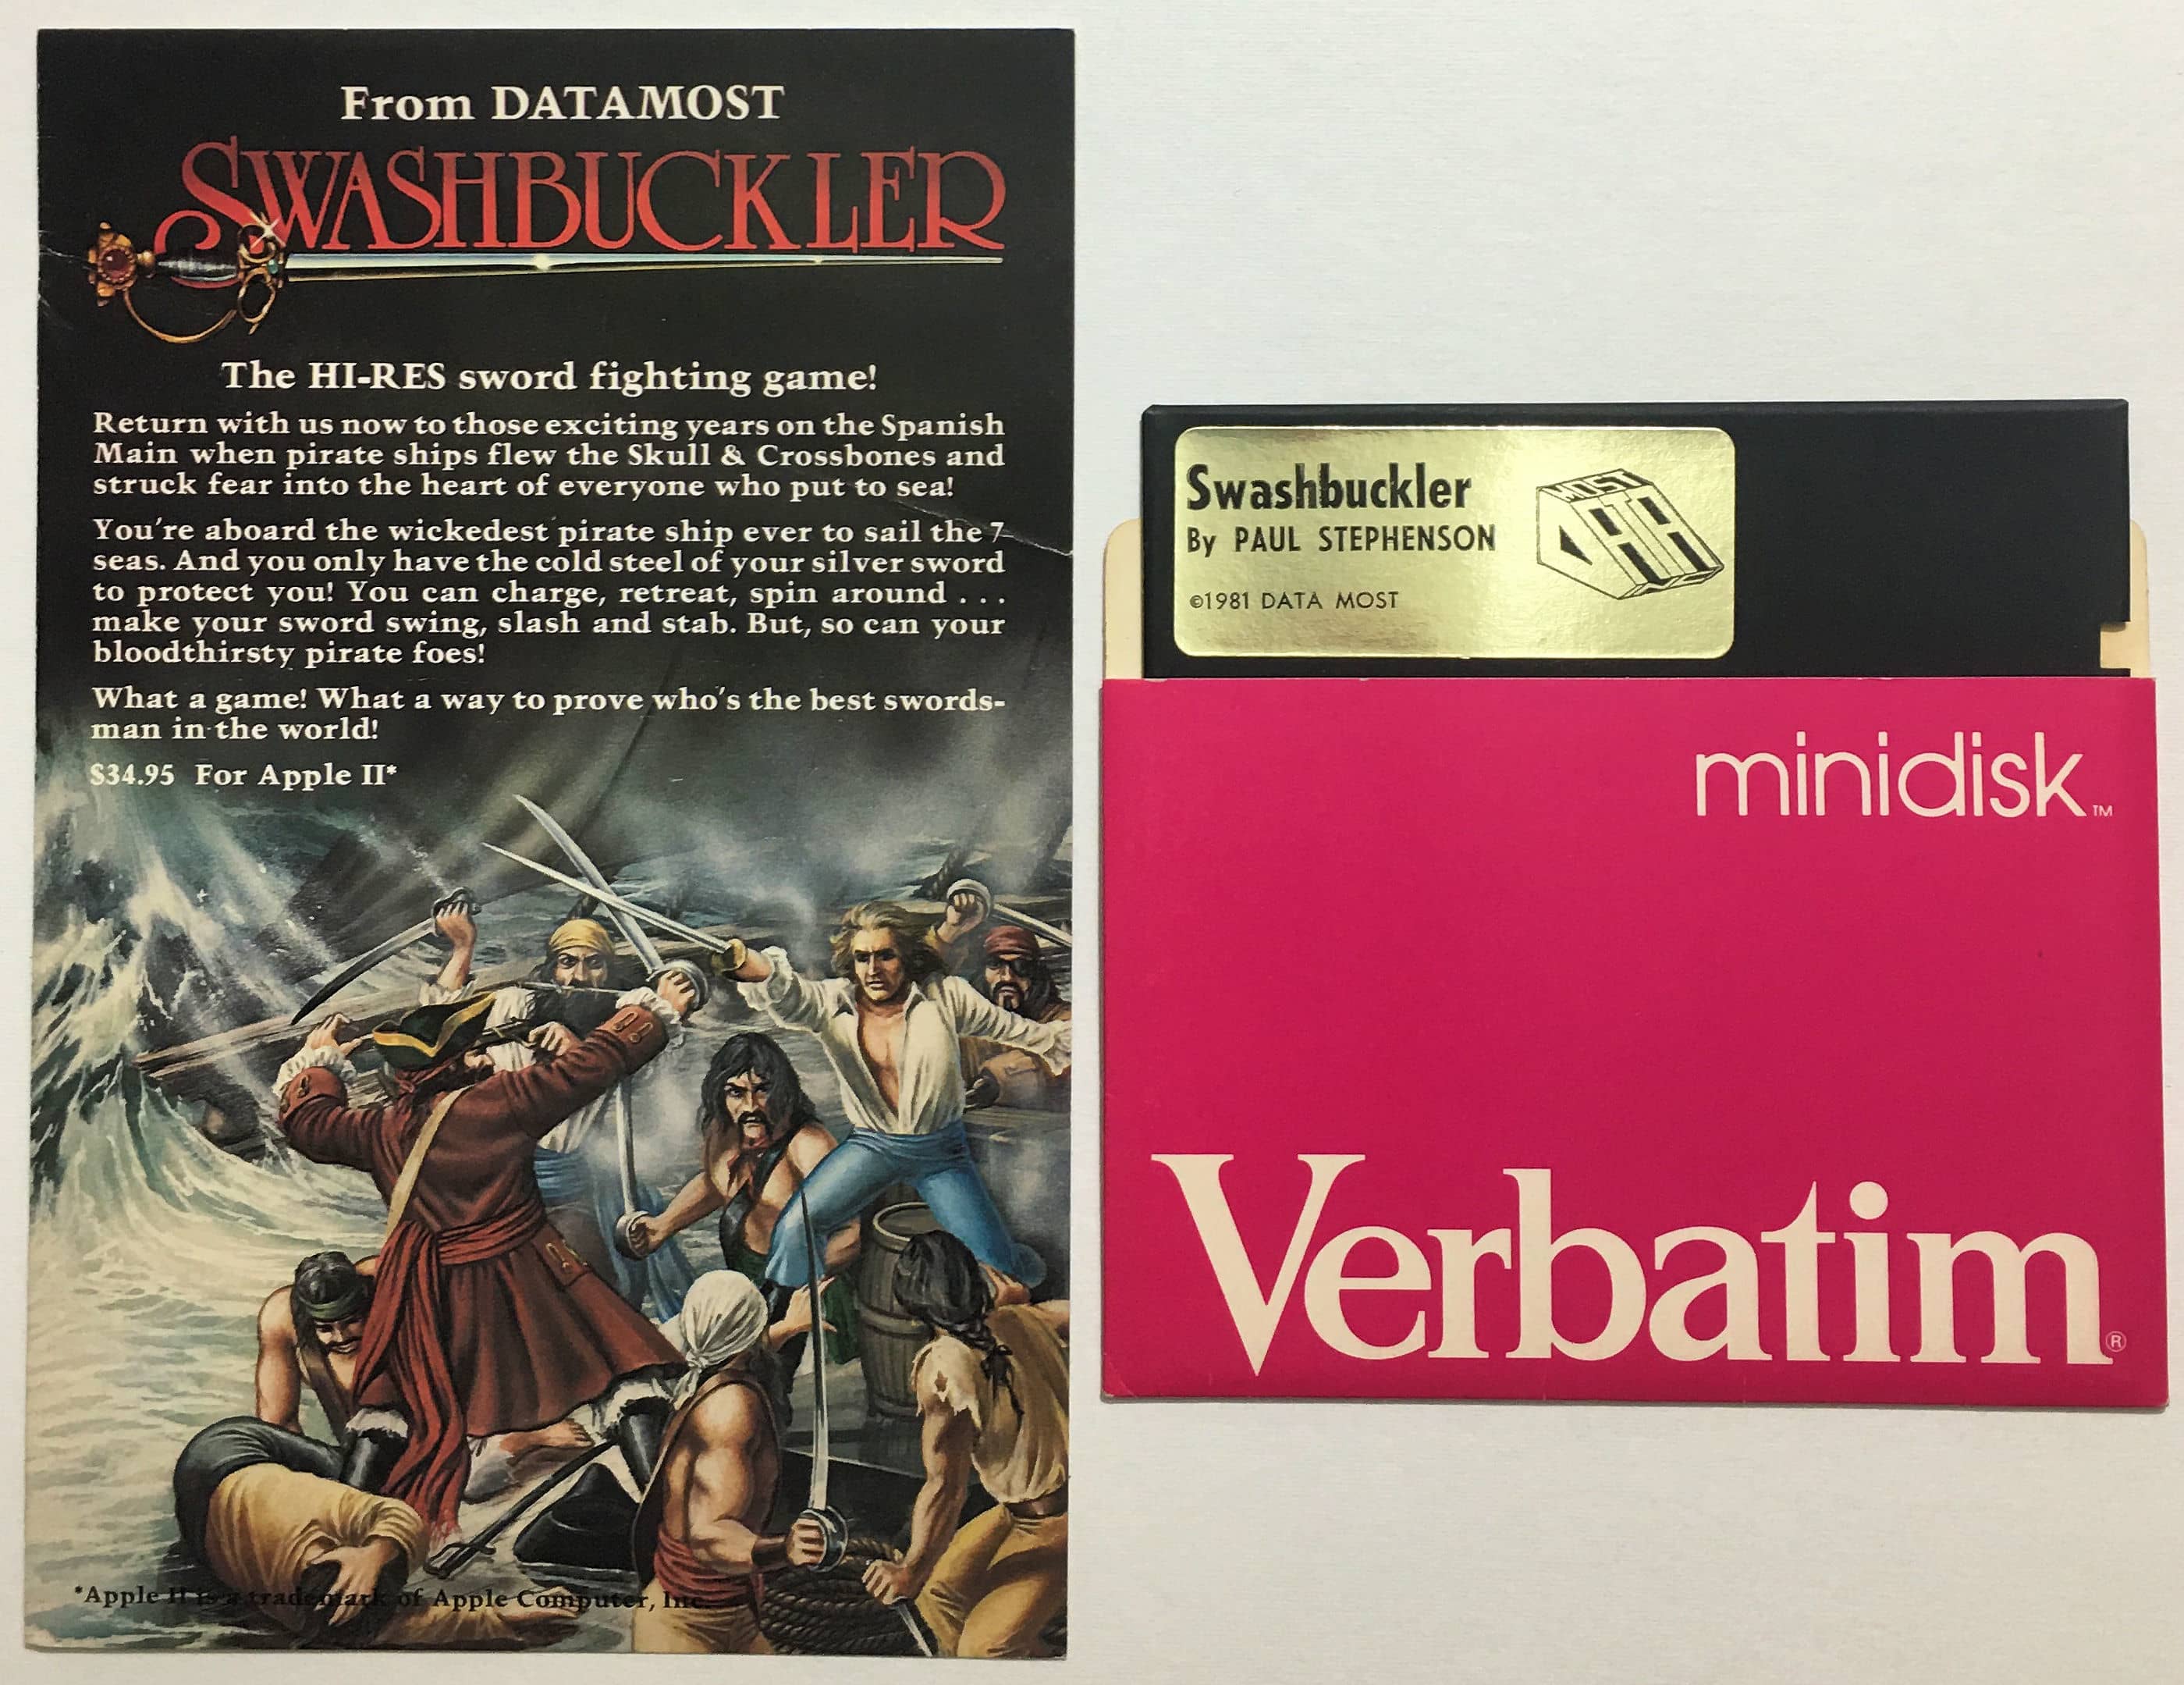 From DATAMOST
SWASHBUCKLER
The HI-RES sword fighting game!
Return with us now to those exciting years on the Spanish
Main when pirate ships flew the Skull & Crossbones and
struck fear into the heart of everyone who put to sea!
You're aboard the wickedest pirate ship ever to sail the 7
seas. And you only have the cold steel of your silver sword
to protect you! You can charge, retreat, spin around . . .
make your sword swing, slash and stab. But, so can your
bloodthirsty pirate foes!
What a game! What a way to prove who's the best swords-
man in the world!
$34.95 For Apple II*
*Apple II is a trademark of Apple Computer, Inc.
Swashbuckler
By PAUL STEPHENSON
©1981 DATA MOST
MOST
DATA
minidisk™
Verbatim®